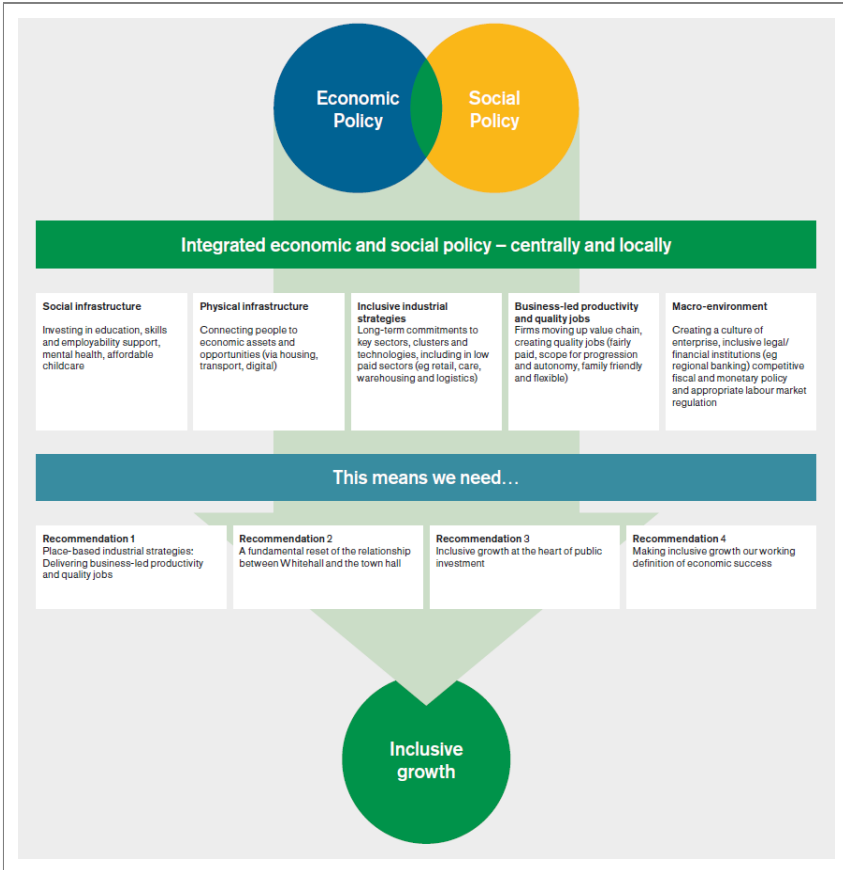 Economic
Policy
Social
Policy
Integrated economic and social policy – centrally and locally
Social infrastructure
Investing in education, skills
and employability support,
mental health, affordable
childcare
Physical infrastructure
Connecting people to
economic assets and
opportunities (via housing,
transport, digital)
Inclusive industrial
strategies
Long-term commitments to
key sectors, clusters and
technologies, including in low
paid sectors (eg retail, care,
warehousing and logistics)
Business-led productivity
and quality jobs
Firms moving up value chain,
creating quality jobs (fairly
paid, scope for progression
and autonomy, family friendly
and flexible)
Macro-environment
Creating a culture of
enterprise, inclusive legal/
financial institutions (eg
regional banking) competitive
fiscal and monetary policy
and appropriate labour market
regulation
This means we need…
Recommendation 1
Place-based industrial strategies:
Delivering business-led productivity
and quality jobs
Recommendation 2
A fundamental reset of the relationship
between Whitehall and the town hall
Recommendation 3
Inclusive growth at the heart of public
investment
Recommendation 4
Making inclusive growth our working
definition of economic success
Inclusive
growth